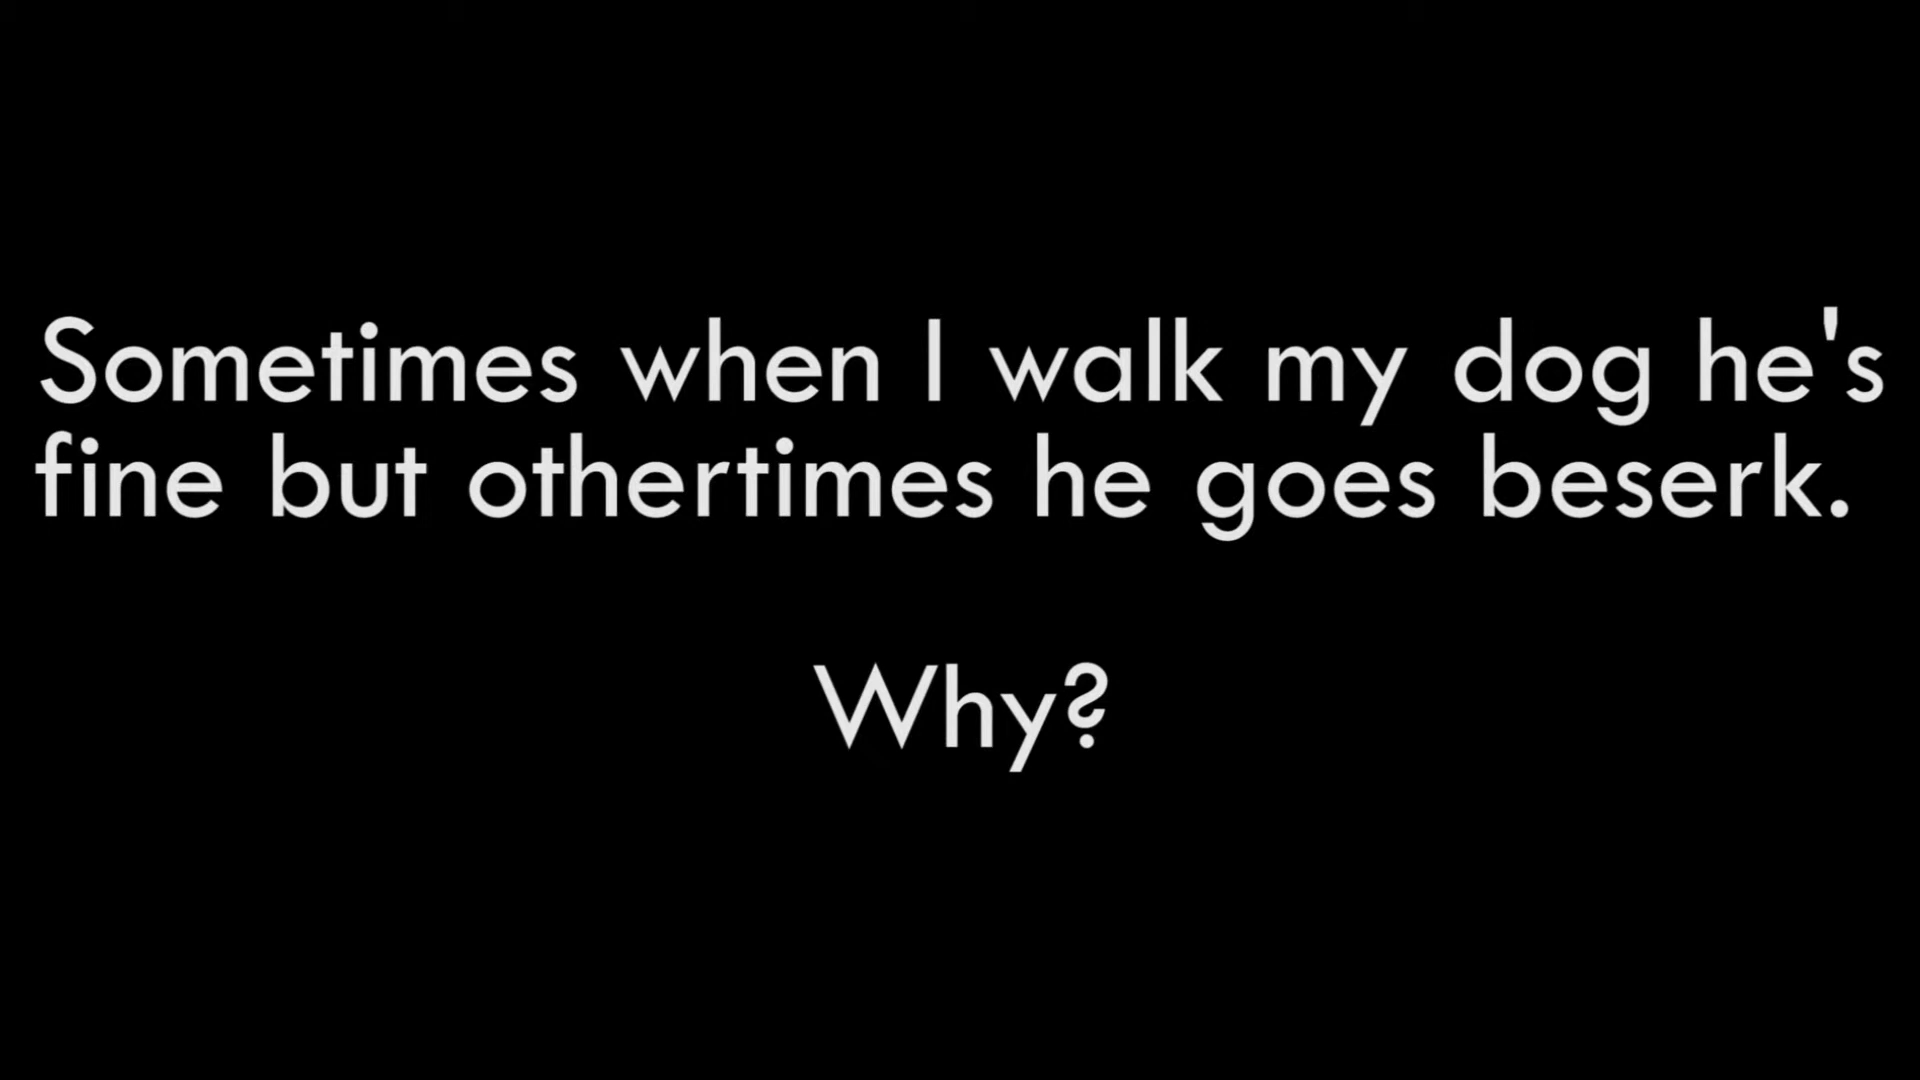 Sometimes when I walk my dog he's
fine but othertimes he goes beserk.
Why?